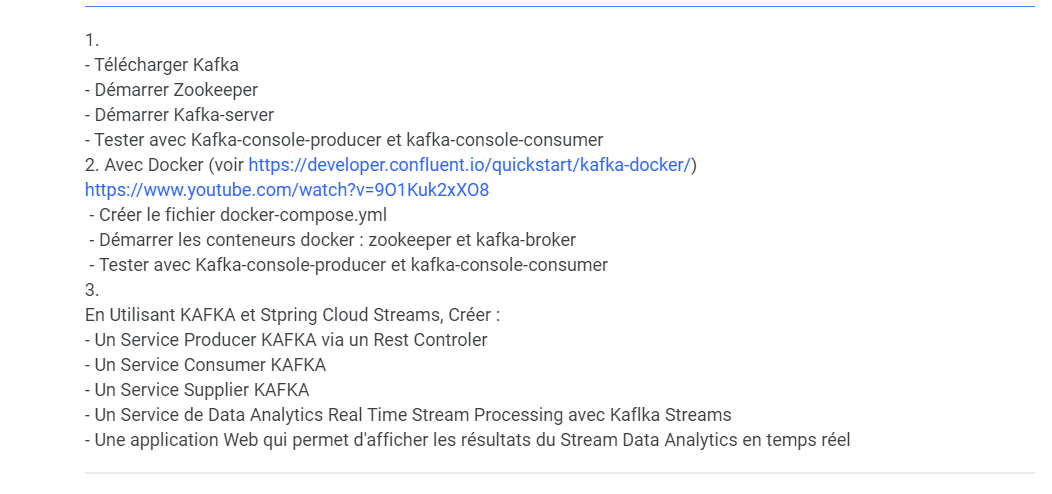 1.
- Télécharger Kafka
- Démarrer Zookeeper
- Démarrer Kafka-server
- Tester avec Kafka-console-producer et kafka-console-consumer
2. Avec Docker (voir https://developer.confluent.io/quickstart/kafka-docker/)
https://www.youtube.com/watch?v=9O1Kuk2xXO8
- Créer le fichier docker-compose.yml
- Démarrer les conteneurs docker : zookeeper et kafka-broker
- Tester avec Kafka-console-producer et kafka-console-consumer
3.
En Utilisant KAFKA et Stpring Cloud Streams, Créer :
- Un Service Producer KAFKA via un Rest Controler
- Un Service Consumer KAFKA
- Un Service Supplier KAFKA
- Un Service de Data Analytics Real Time Stream Processing avec Kaflka Streams
- Une application Web qui permet d'afficher les résultats du Stream Data Analytics en temps réel